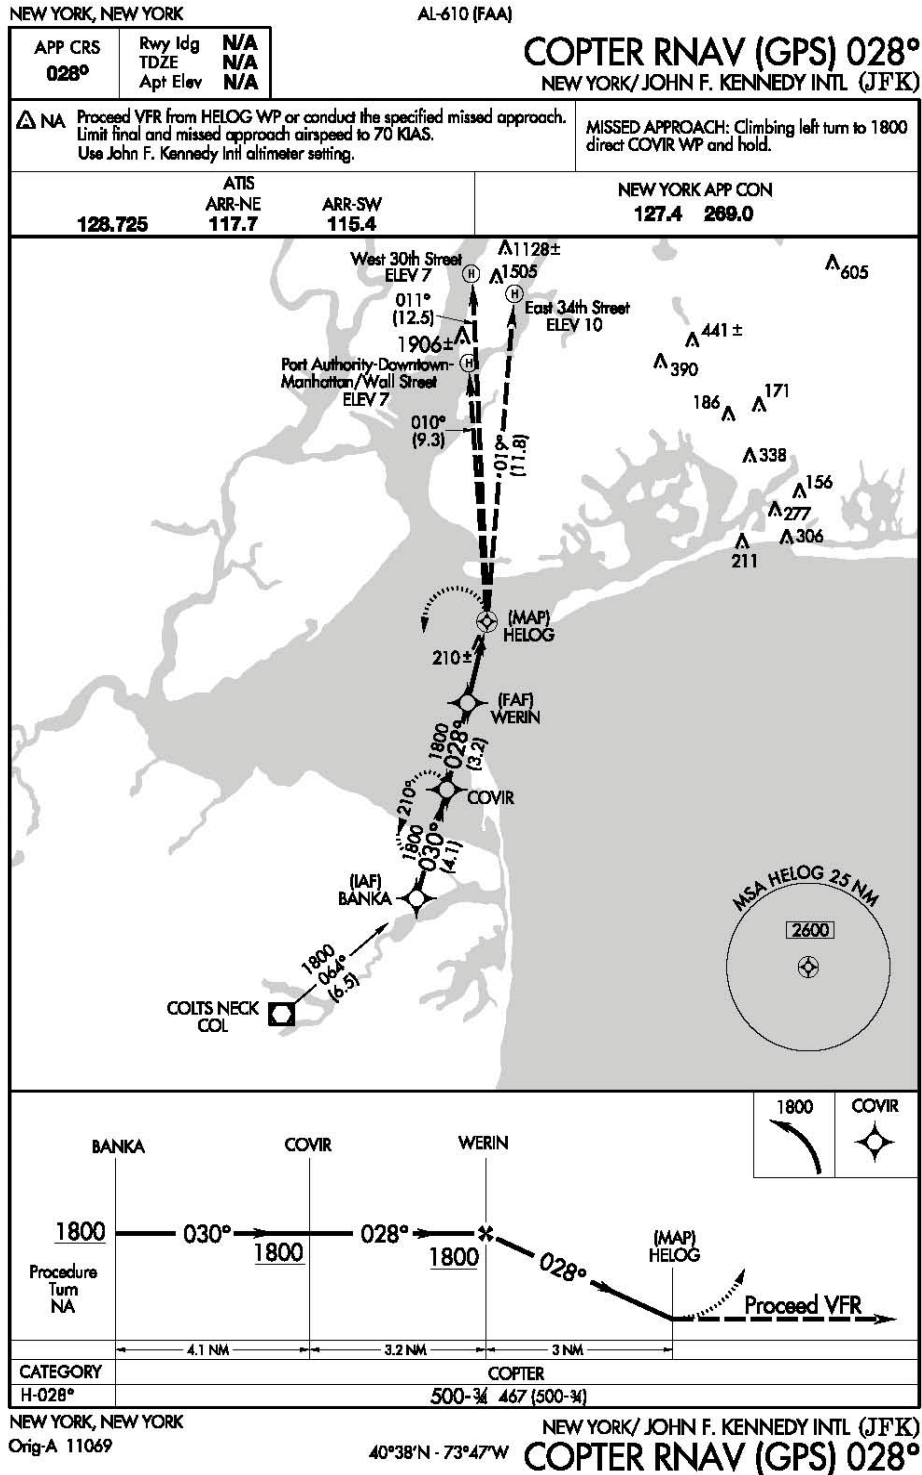 NEW YORK, NEW YORK
AL-610 (FAA)
APP CRS
028°
Rwy ldg N/A
TDZE N/A
Apt Elev N/A
COPTER RNAV (GPS) 028°
NEW YORK/ JOHN F. KENNEDY INTL (JFK)
A NA
Proceed VFR from HELOG WP or conduct the specified missed approach.
Limit final and missed approach airspeed to 70 KIAS.
Use John F. Kennedy Intl altimeter setting.
MISSED APPROACH: Climbing left turn to 1800
direct COVIR WP and hold.
ATIS
ARR-NE ARR-SW
128.725 117.7 115.4
NEW YORK APP CON
127.4 269.0
West 30th Street
ELEV 7
H
1128±
1505
H
605
East 34th Street
ELEV 10
011°
(12.5)
1906±
441±
390
Port Authority-Downtown-
Manhattan/Wall Street
ELEV 7
H
171
186
010°
(9.3)
019°
(11.8)
338
156
277
306
211
(MAP)
HELOG
210±
(FAF)
WERIN
1800
028°
(3.2)
COVIR
210°
1800
030°
(4.1)
(IAF)
BANKA
1800
064°
(6.5)
COLTS NECK
COL
MSA HELOG 25 NM
2600
1800
COVIR
BANKA
COVIR
WERIN
1800
030°
1800
028°
1800
028°
(MAP)
HELOG
Procedure
Turn
NA
Proceed VFR
4.1 NM
3.2 NM
3 NM
CATEGORY
COPTER
H-028°
500-¾ 467 (500-¾)
NEW YORK, NEW YORK
Orig-A 11069
40°38'N - 73°47'W
NEW YORK/ JOHN F. KENNEDY INTL (JFK)
COPTER RNAV (GPS) 028°